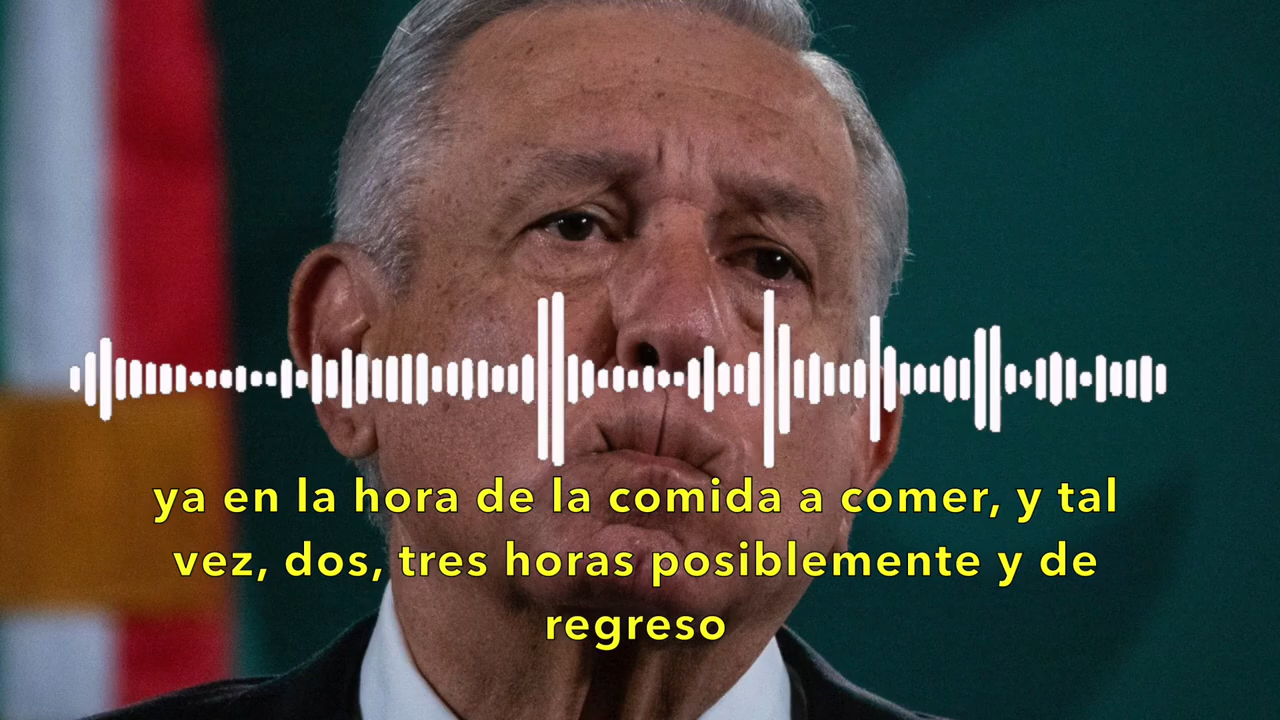 ya en la hora de la comida a comer, y tal
vez, dos, tres horas posiblemente y de
regreso